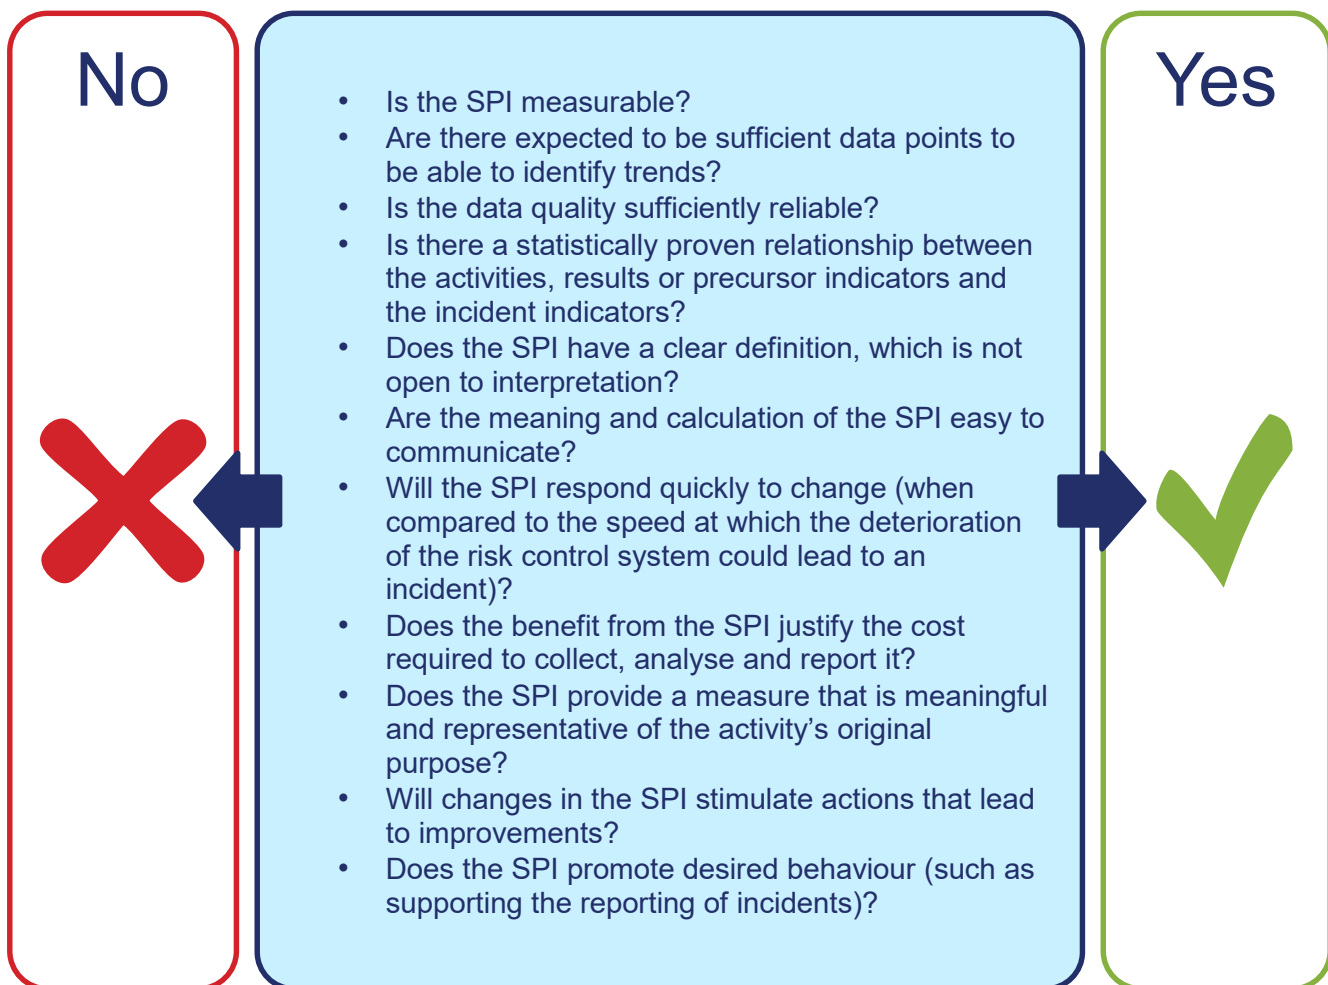 No
• Is the SPI measurable?
• Are there expected to be sufficient data points to
be able to identify trends?
• Is the data quality sufficiently reliable?
• Is there a statistically proven relationship between
the activities, results or precursor indicators and
the incident indicators?
• Does the SPI have a clear definition, which is not
open to interpretation?
• Are the meaning and calculation of the SPI easy to
communicate?
• Will the SPI respond quickly to change (when
compared to the speed at which the deterioration
of the risk control system could lead to an
incident)?
• Does the benefit from the SPI justify the cost
required to collect, analyse and report it?
• Does the SPI provide a measure that is meaningful
and representative of the activity’s original
purpose?
• Will changes in the SPI stimulate actions that lead
to improvements?
• Does the SPI promote desired behaviour (such as
supporting the reporting of incidents)?
Yes